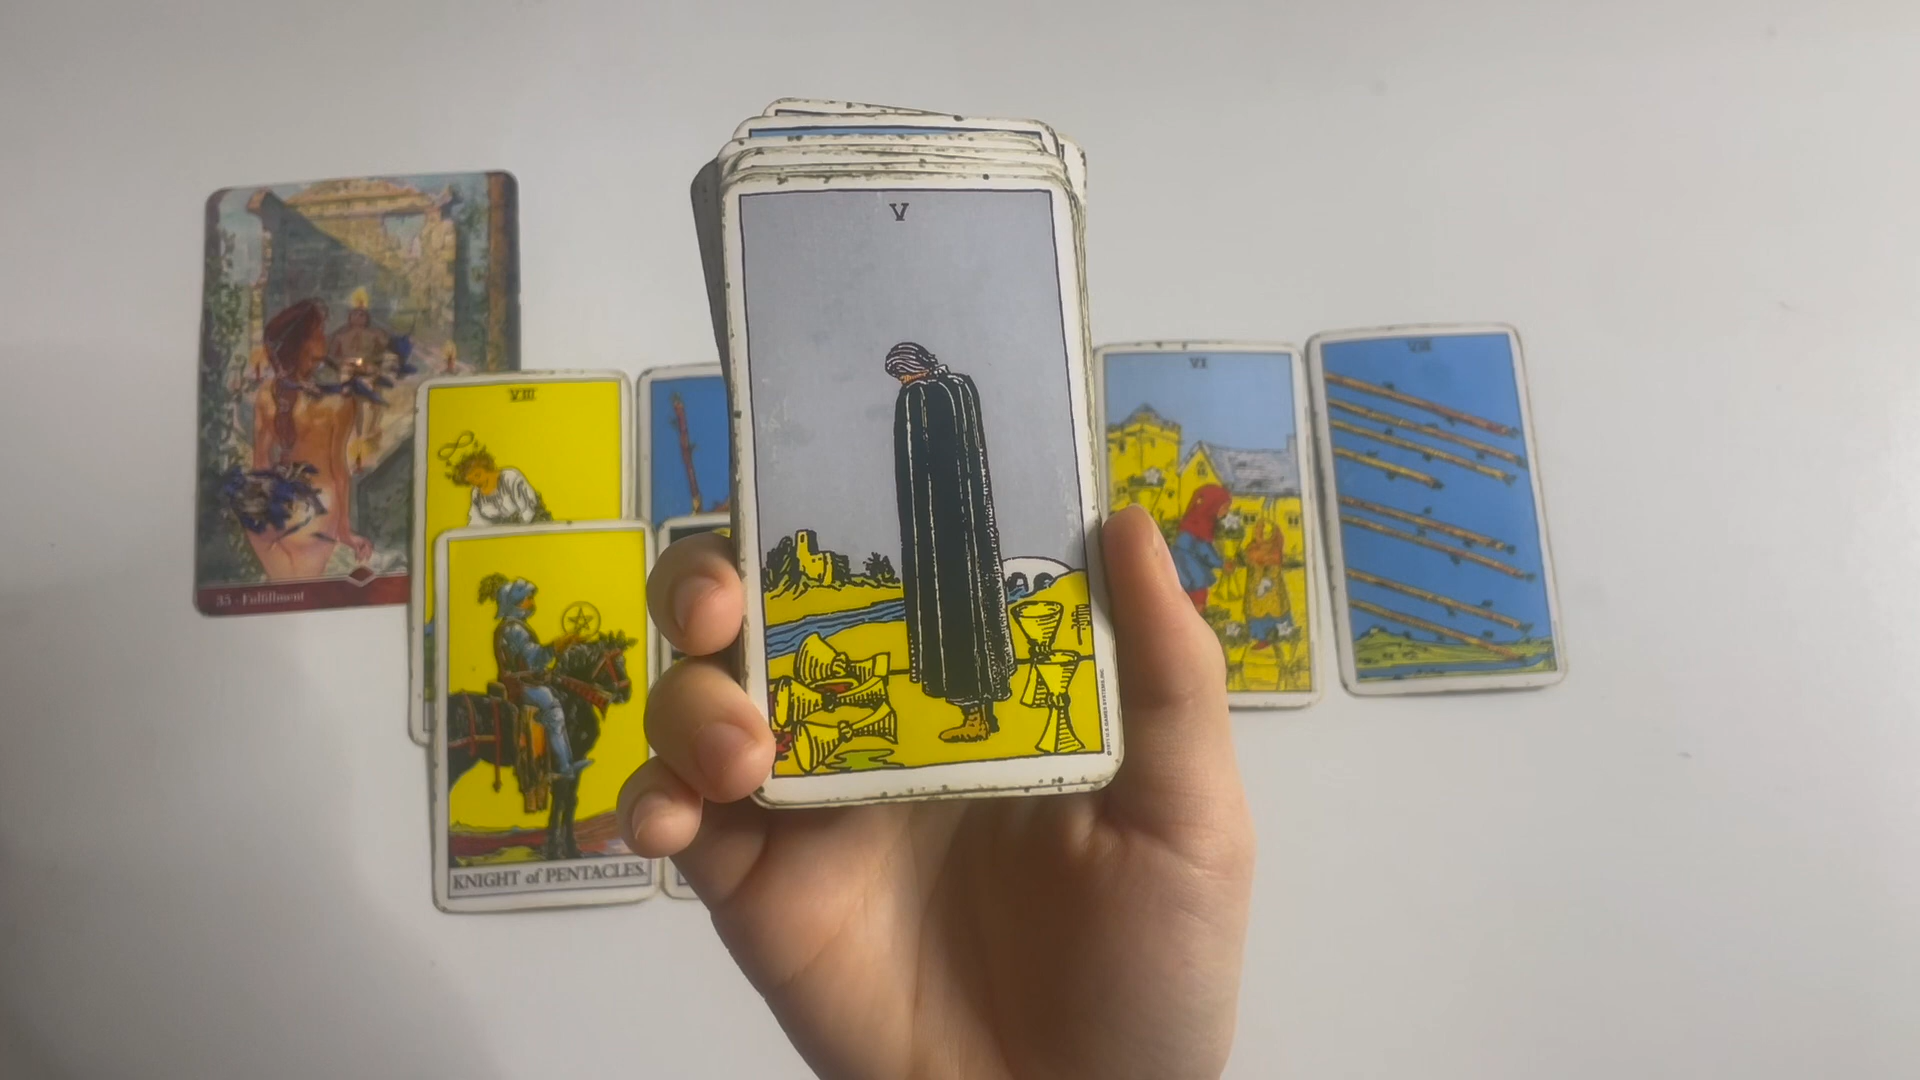 V
VIII
VI
VIII
35 - Fulfillment
KNIGHT of PENTACLES.